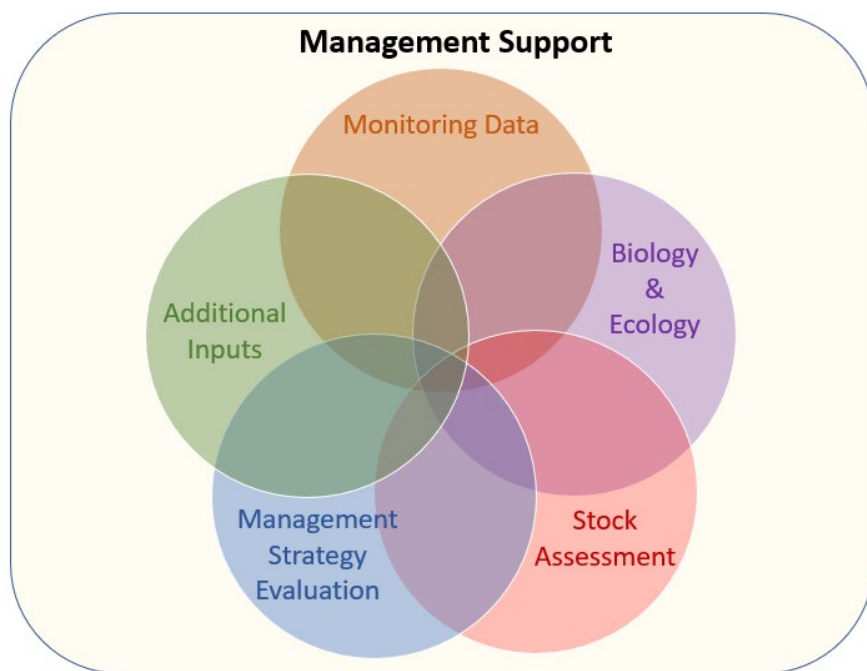 Management Support
Monitoring Data
Biology
&
Ecology
Additional
Inputs
Management
Strategy
Evaluation
Stock
Assessment